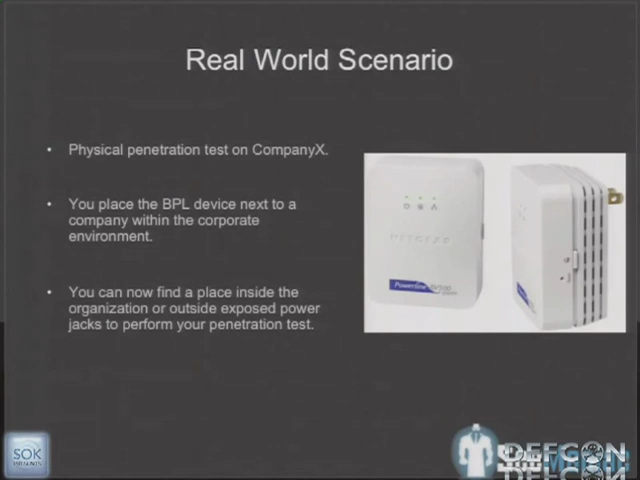 Real World Scenario
• Physical penetration test on CompanyX.
• You place the BPL device next to a
company within the corporate
environment.
• You can now find a place inside the
organization or outside exposed power
jacks to perform your penetration test.
NETGEAR
Powerline
SOK
DEFCON
DEFCON